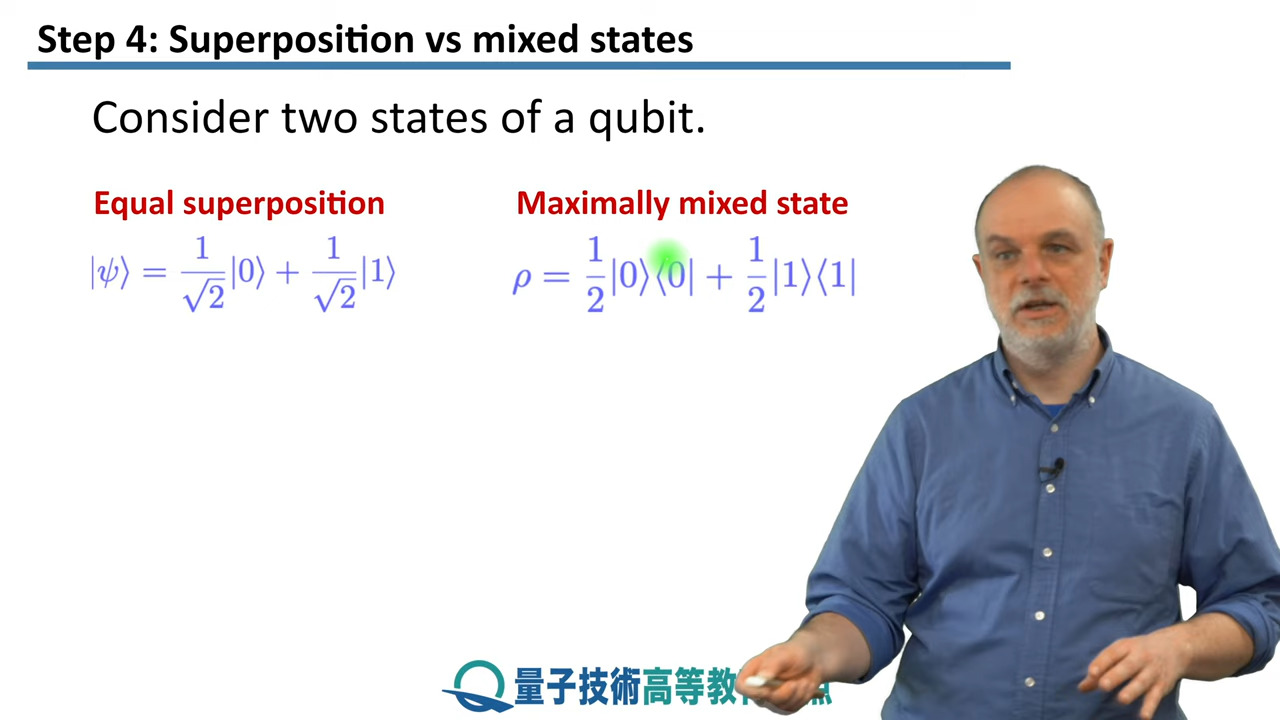 Step 4: Superposition vs mixed states
Consider two states of a qubit.
Equal superposition
|ψ⟩ = 1/√2 |0⟩ + 1/√2 |1⟩
Maximally mixed state
ρ = 1/2 |0⟩⟨0| + 1/2 |1⟩⟨1|
量子技術高等教 点